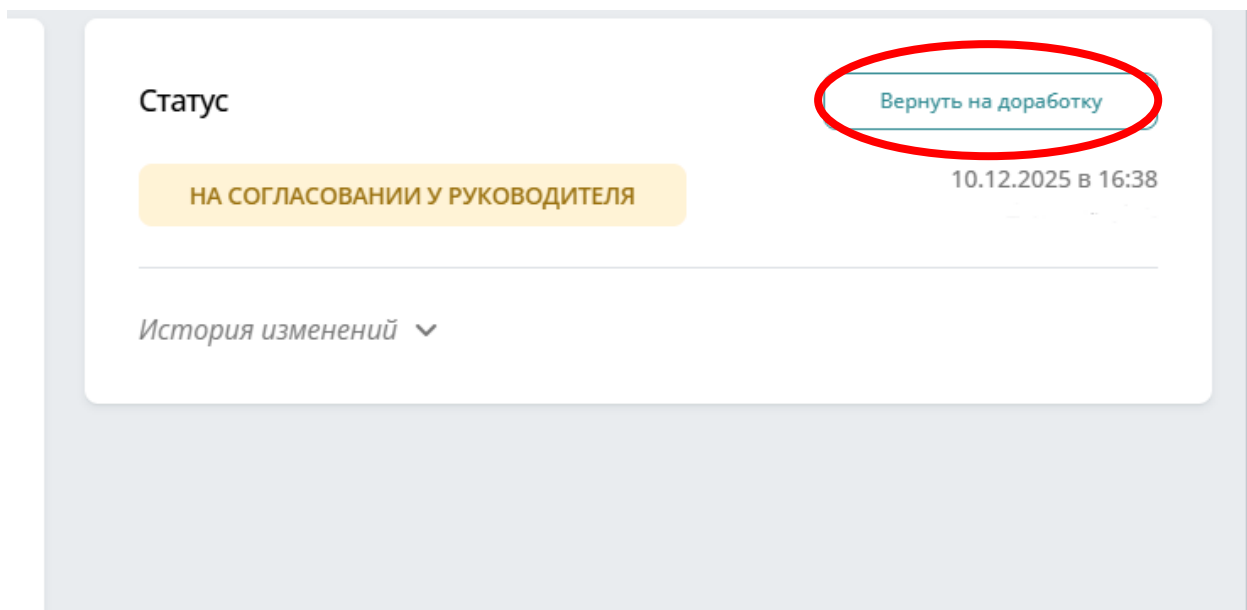 Статус
Вернуть на доработку
НА СОГЛАСОВАНИИ У РУКОВОДИТЕЛЯ
10.12.2025 в 16:38
История изменений